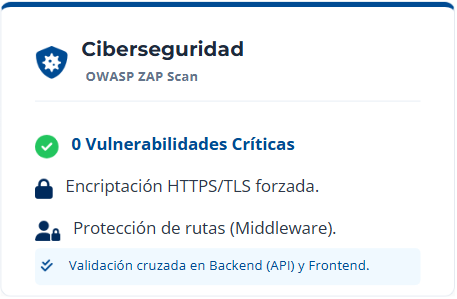 Ciberseguridad
OWASP ZAP Scan
0 Vulnerabilidades Críticas
Encriptación HTTPS/TLS forzada.
Protección de rutas (Middleware).
Validación cruzada en Backend (API) y Frontend.